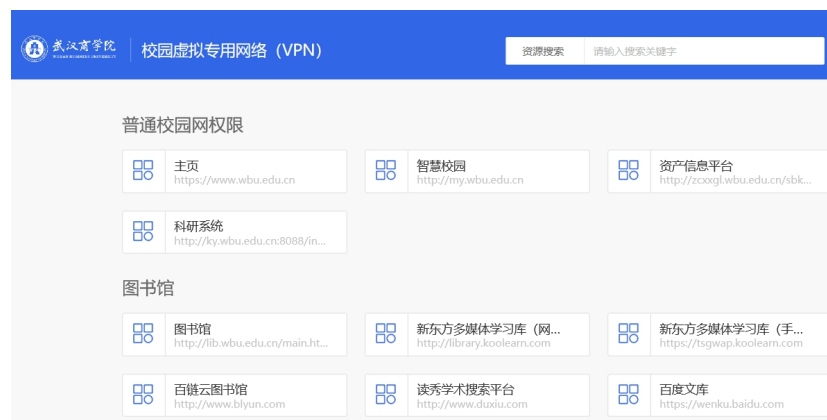 武汉商学院
WUHAN BUSINESS UNIVERSITY
校园虚拟专用网络（VPN）
资源搜索 请输入搜索关键字
普通校园网权限
主页 智慧校园 资产信息平台
https://www.wbu.edu.cn http://my.wbu.edu.cn http://zcxxgl.wbu.edu.cn/sbk...
科研系统
http://ky.wbu.edu.cn:8088/in...
图书馆
图书馆 新东方多媒体学习库（网... 新东方多媒体学习库（手...
http://lib.wbu.edu.cn/main.ht... http://library.koolearn.com https://tsgwap.koolearn.com
百链云图书馆 读秀学术搜索平台 百度文库
http://www.blyun.com http://www.duxiu.com https://wenku.baidu.com